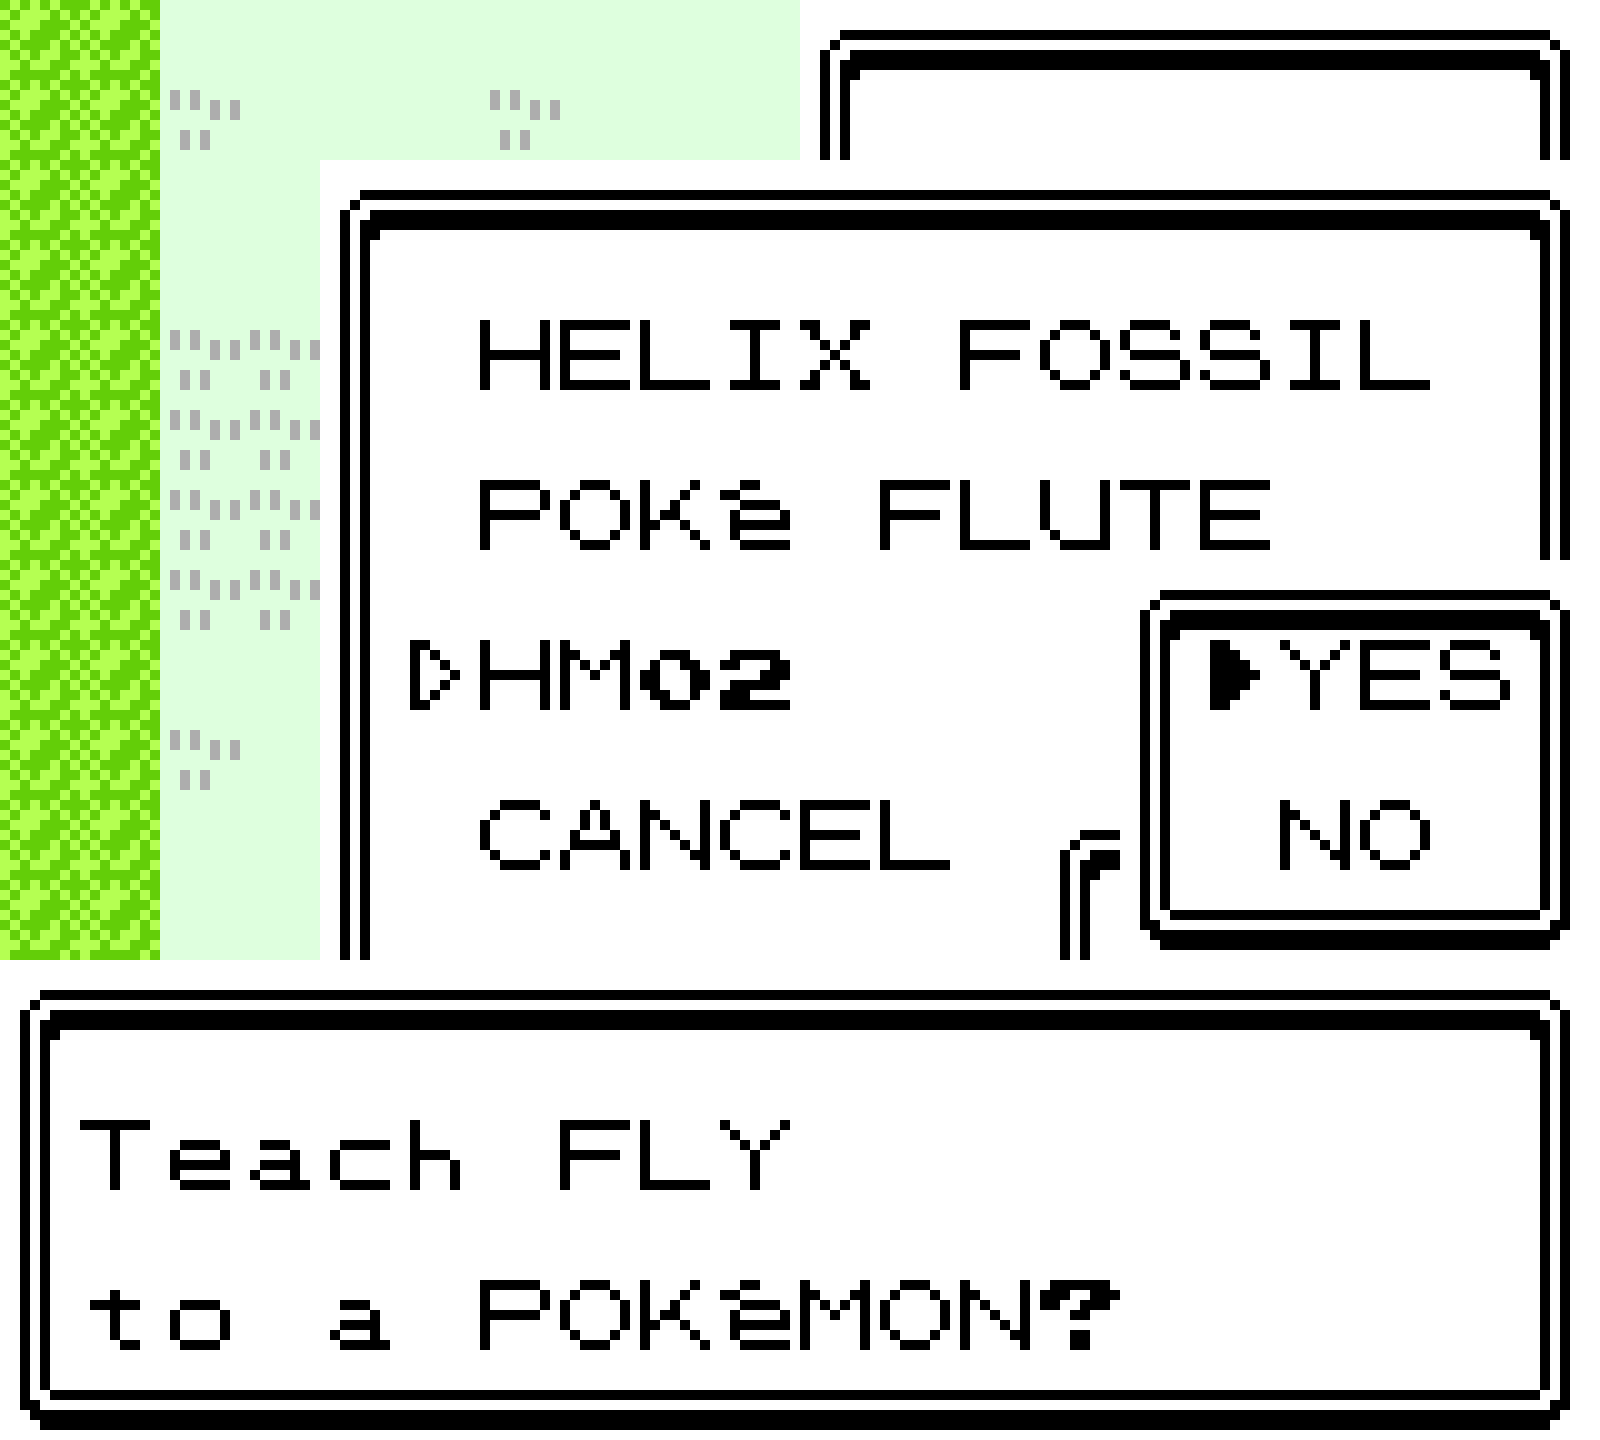 HELIX FOSSIL
POKé FLUTE
▷HM02
▶YES
CANCEL
NO
Teach FLY
to a POKéMON?